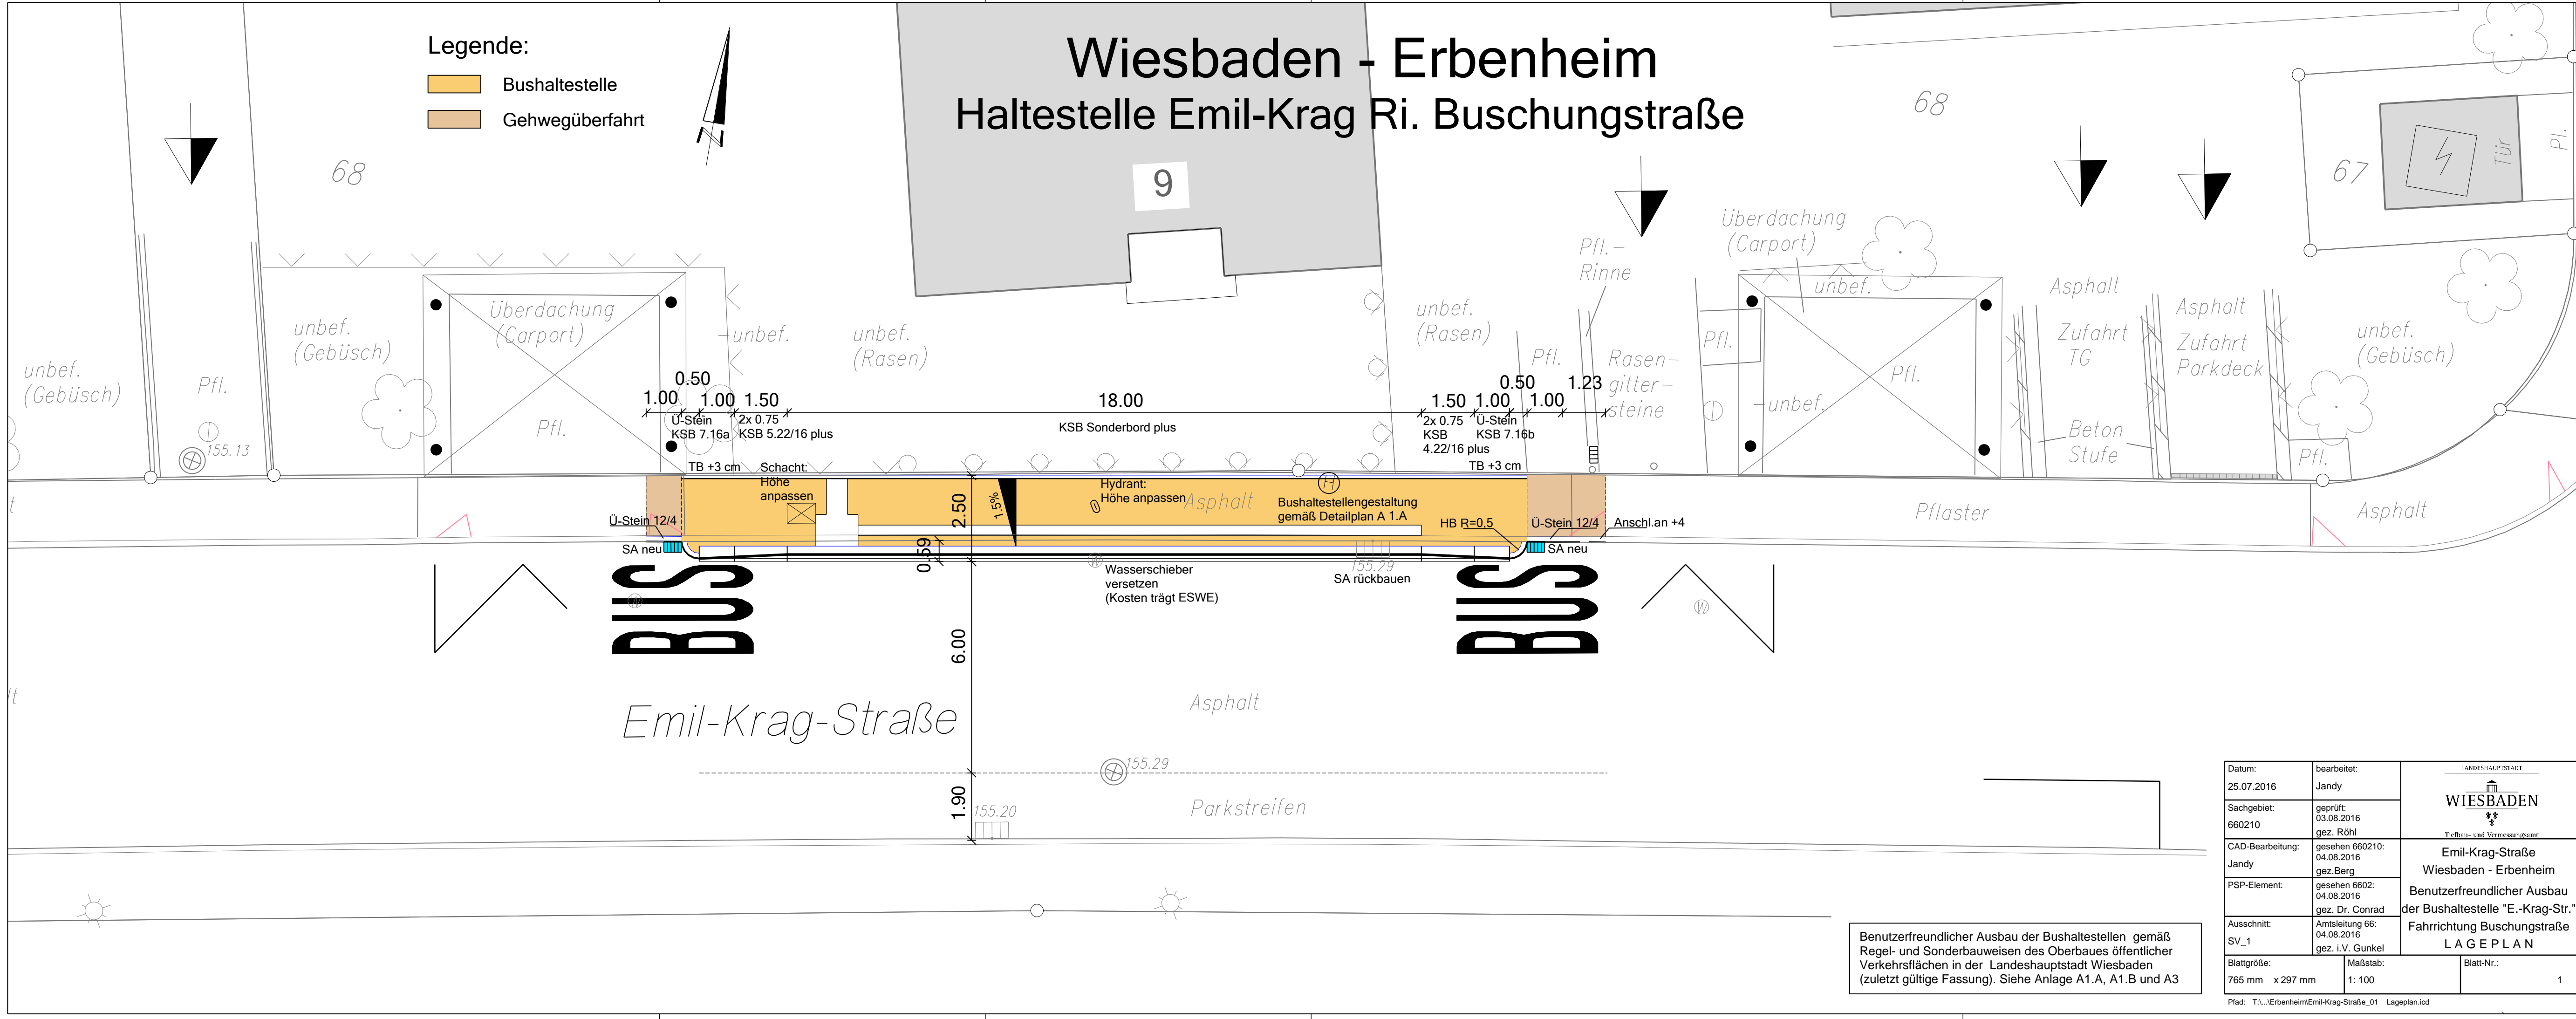 Legende:
Bushaltestelle
Gehwegüberfahrt
N
Wiesbaden - Erbenheim
Haltestelle Emil-Krag Ri. Buschungstraße
9
68
68
67
Tür
Pl.
Überdachung
(Carport)
unbef.
(Gebüsch)
unbef.
(Gebüsch)
Pfl.
155.13
Pfl.
unbef.
unbef.
(Rasen)
unbef.
(Rasen)
Pfl.-
Rinne
Pfl.
Rasen-
gitter-
steine
Überdachung
(Carport)
unbef.
Pfl.
unbef.
Pfl.
Asphalt
Zufahrt
TG
Asphalt
Zufahrt
Parkdeck
Beton
Stufe
unbef.
(Gebüsch)
Pfl.
0.50
1.00
1.00
1.50
18.00
1.50
1.00
0.50
1.00
1.23
Ü-Stein
KSB 7.16a
2x 0.75
KSB 5.22/16 plus
KSB Sonderbord plus
2x 0.75
KSB
4.22/16 plus
Ü-Stein
KSB 7.16b
TB +3 cm
Schacht:
Höhe
anpassen
TB +3 cm
2.50
1.5%
Hydrant:
Höhe anpassen
Asphalt
H
Bushaltestellengestaltung
gemäß Detailplan A 1.A
HB R=0,5
Ü-Stein 12/4
Ü-Stein 12/4
Anschl.an +4
Pflaster
Asphalt
SA neu
0.59
SA neu
W
Wasserschieber
versetzen
(Kosten trägt ESWE)
155.29
SA rückbauen
BUS
W
BUS
W
6.00
Emil-Krag-Straße
Asphalt
155.29
1.90
155.20
Parkstreifen
Benutzerfreundlicher Ausbau der Bushaltestellen gemäß
Regel- und Sonderbauweisen des Oberbaues öffentlicher
Verkehrsflächen in der Landeshauptstadt Wiesbaden
(zuletzt gültige Fassung). Siehe Anlage A1.A, A1.B und A3
Datum:
25.07.2016
bearbeitet:
Jandy
LANDESHAUPTSTADT
WIESBADEN
Tiefbau- und Vermessungsamt
Sachgebiet:
660210
geprüft:
03.08.2016
gez. Röhl
CAD-Bearbeitung:
Jandy
gesehen 660210:
04.08.2016
gez.Berg
PSP-Element:
gesehen 6602:
04.08.2016
gez. Dr. Conrad
Ausschnitt:
SV_1
Amtsleitung 66:
04.08.2016
gez. i.V. Gunkel
Emil-Krag-Straße
Wiesbaden - Erbenheim
Benutzerfreundlicher Ausbau
der Bushaltestelle "E.-Krag-Str."
Fahrrichtung Buschungstraße
L A G E P L A N
Blattgröße:
765 mm x 297 mm
Maßstab:
1: 100
Blatt-Nr.:
1
Pfad: T:\...\Erbenheim\Emil-Krag-Straße_01 Lageplan.icd